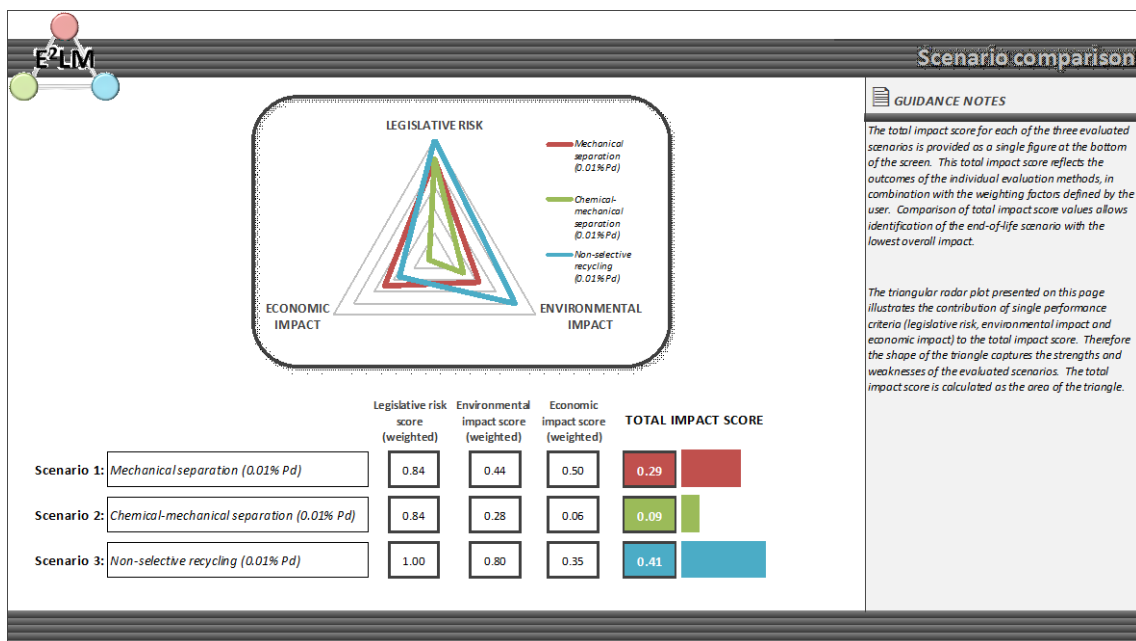 E²LM
Scenario comparison
LEGISLATIVE RISK
Mechanical
separation
(0.01%Pd)
Chemical-
mechanical
separation
(0.01%Pd)
Non-selective
recycling
(0.01%Pd)
ECONOMIC
IMPACT
ENVIRONMENTAL
IMPACT
GUIDANCE NOTES
The total impact score for each of the three evaluated
scenarios is provided as a single figure at the bottom
of the screen. This total impact score reflects the
outcomes of the individual evaluation methods, in
combination with the weighting factors defined by the
user. Comparison of total impact score values allows
identification of the end-of-life scenario with the
lowest overall impact.
The triangular radar plot presented on this page
illustrates the contribution of single performance
criteria (legislative risk, environmental impact and
economic impact) to the total impact score. Therefore
the shape of the triangle captures the strengths and
weaknesses of the evaluated scenarios. The total
impact score is calculated as the area of the triangle.
Legislative risk
score
(weighted)
Environmental
impact score
(weighted)
Economic
impact score
(weighted)
TOTAL IMPACT SCORE
Scenario 1: Mechanical separation (0.01% Pd) 0.84 0.44 0.50 0.29
Scenario 2: Chemical-mechanical separation (0.01% Pd) 0.84 0.28 0.06 0.09
Scenario 3: Non-selective recycling (0.01% Pd) 1.00 0.80 0.35 0.41